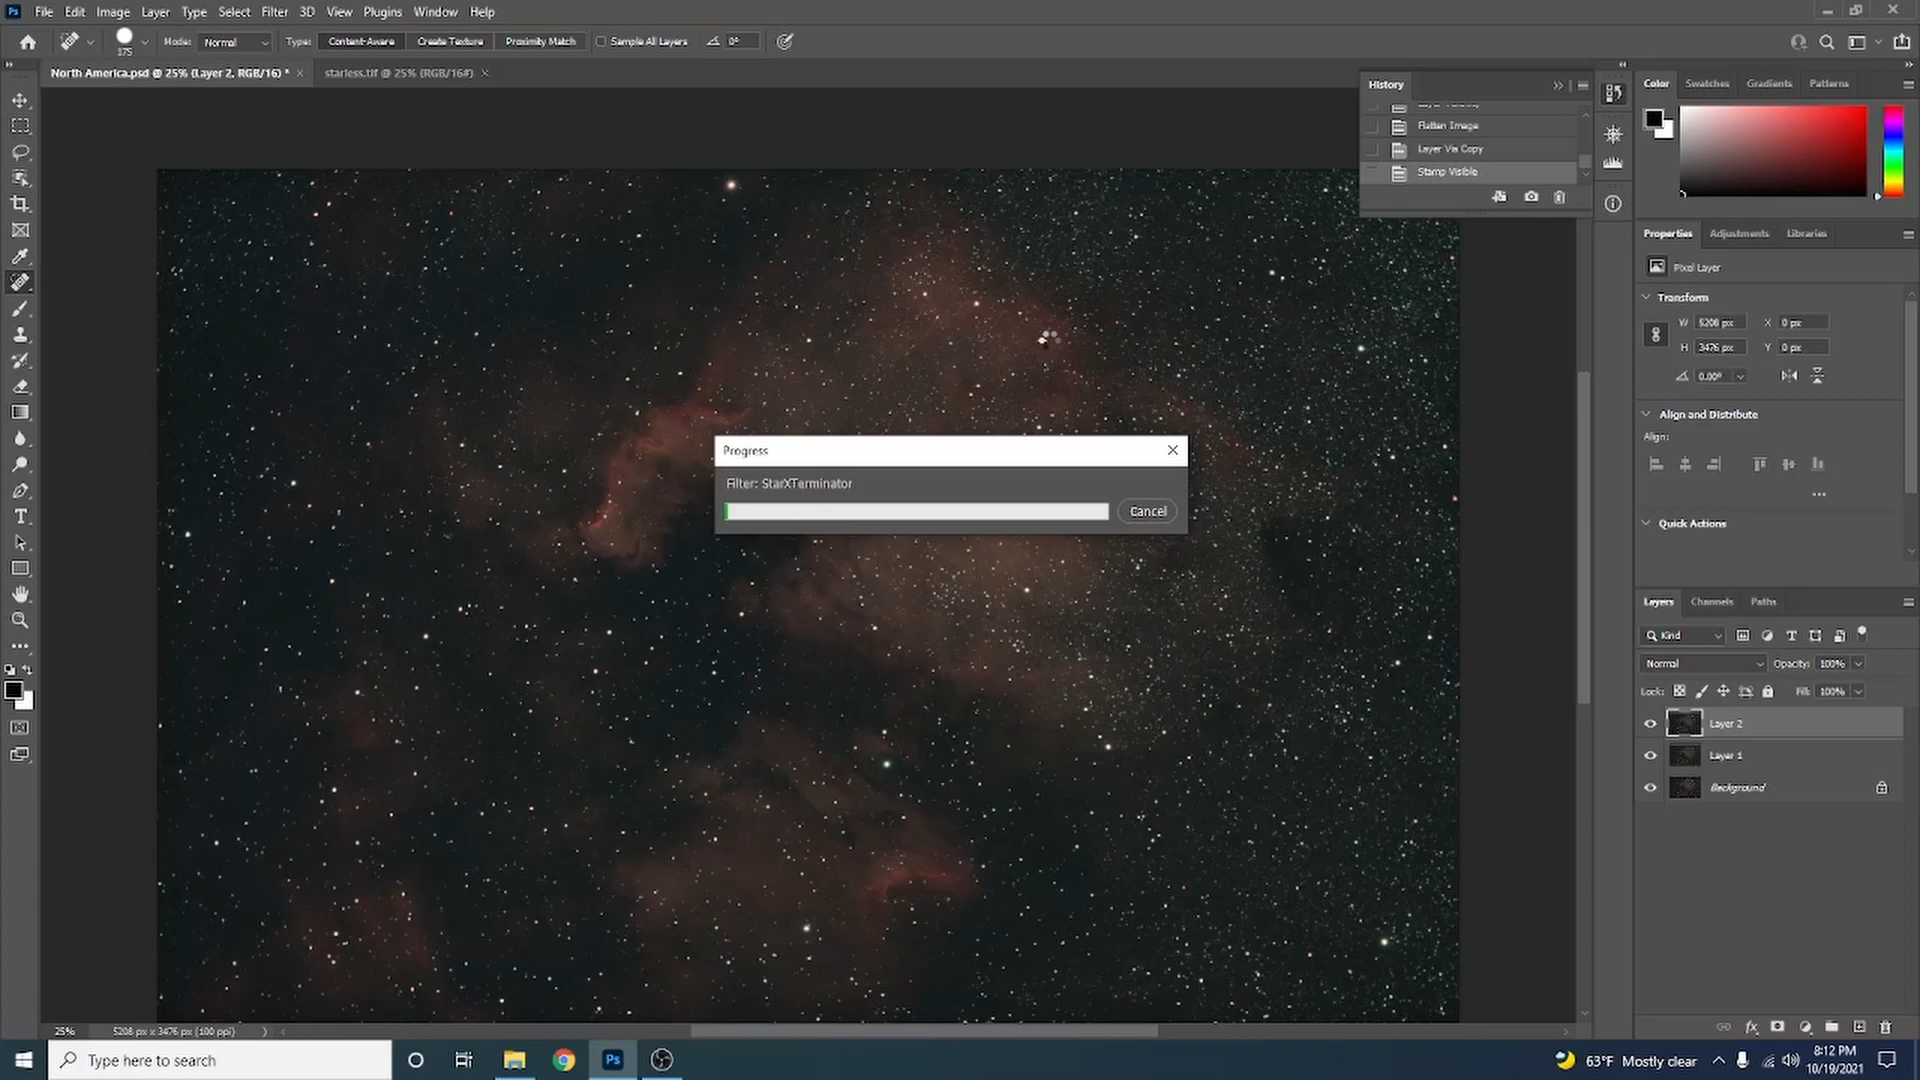 Ps File Edit Image Layer Type Select Filter 3D View Plugins Window Help
175 Mode: Normal Type: Content-Aware Create Texture Proximity Match Sample All Layers 0°
North America.psd @ 25% (Layer 2, RGB/16) * × starless.tif @ 25% (RGB/16#) ×
History
Flatten Image
Layer Via Copy
Stamp Visible
Color Swatches Gradients Patterns
Properties Adjustments Libraries
Pixel Layer
Transform
W 5208 px X 0 px
H 3476 px Y 0 px
0.00°
Align and Distribute
Align:
Quick Actions
Progress
Filter: StarXTerminator
Cancel
Layers Channels Paths
Kind
Normal Opacity: 100%
Lock: Fill: 100%
Layer 2
Layer 1
Background
25% 5208 px x 3476 px (100 ppi)
Type here to search
Ps
63°F Mostly clear
8:12 PM
10/19/2021